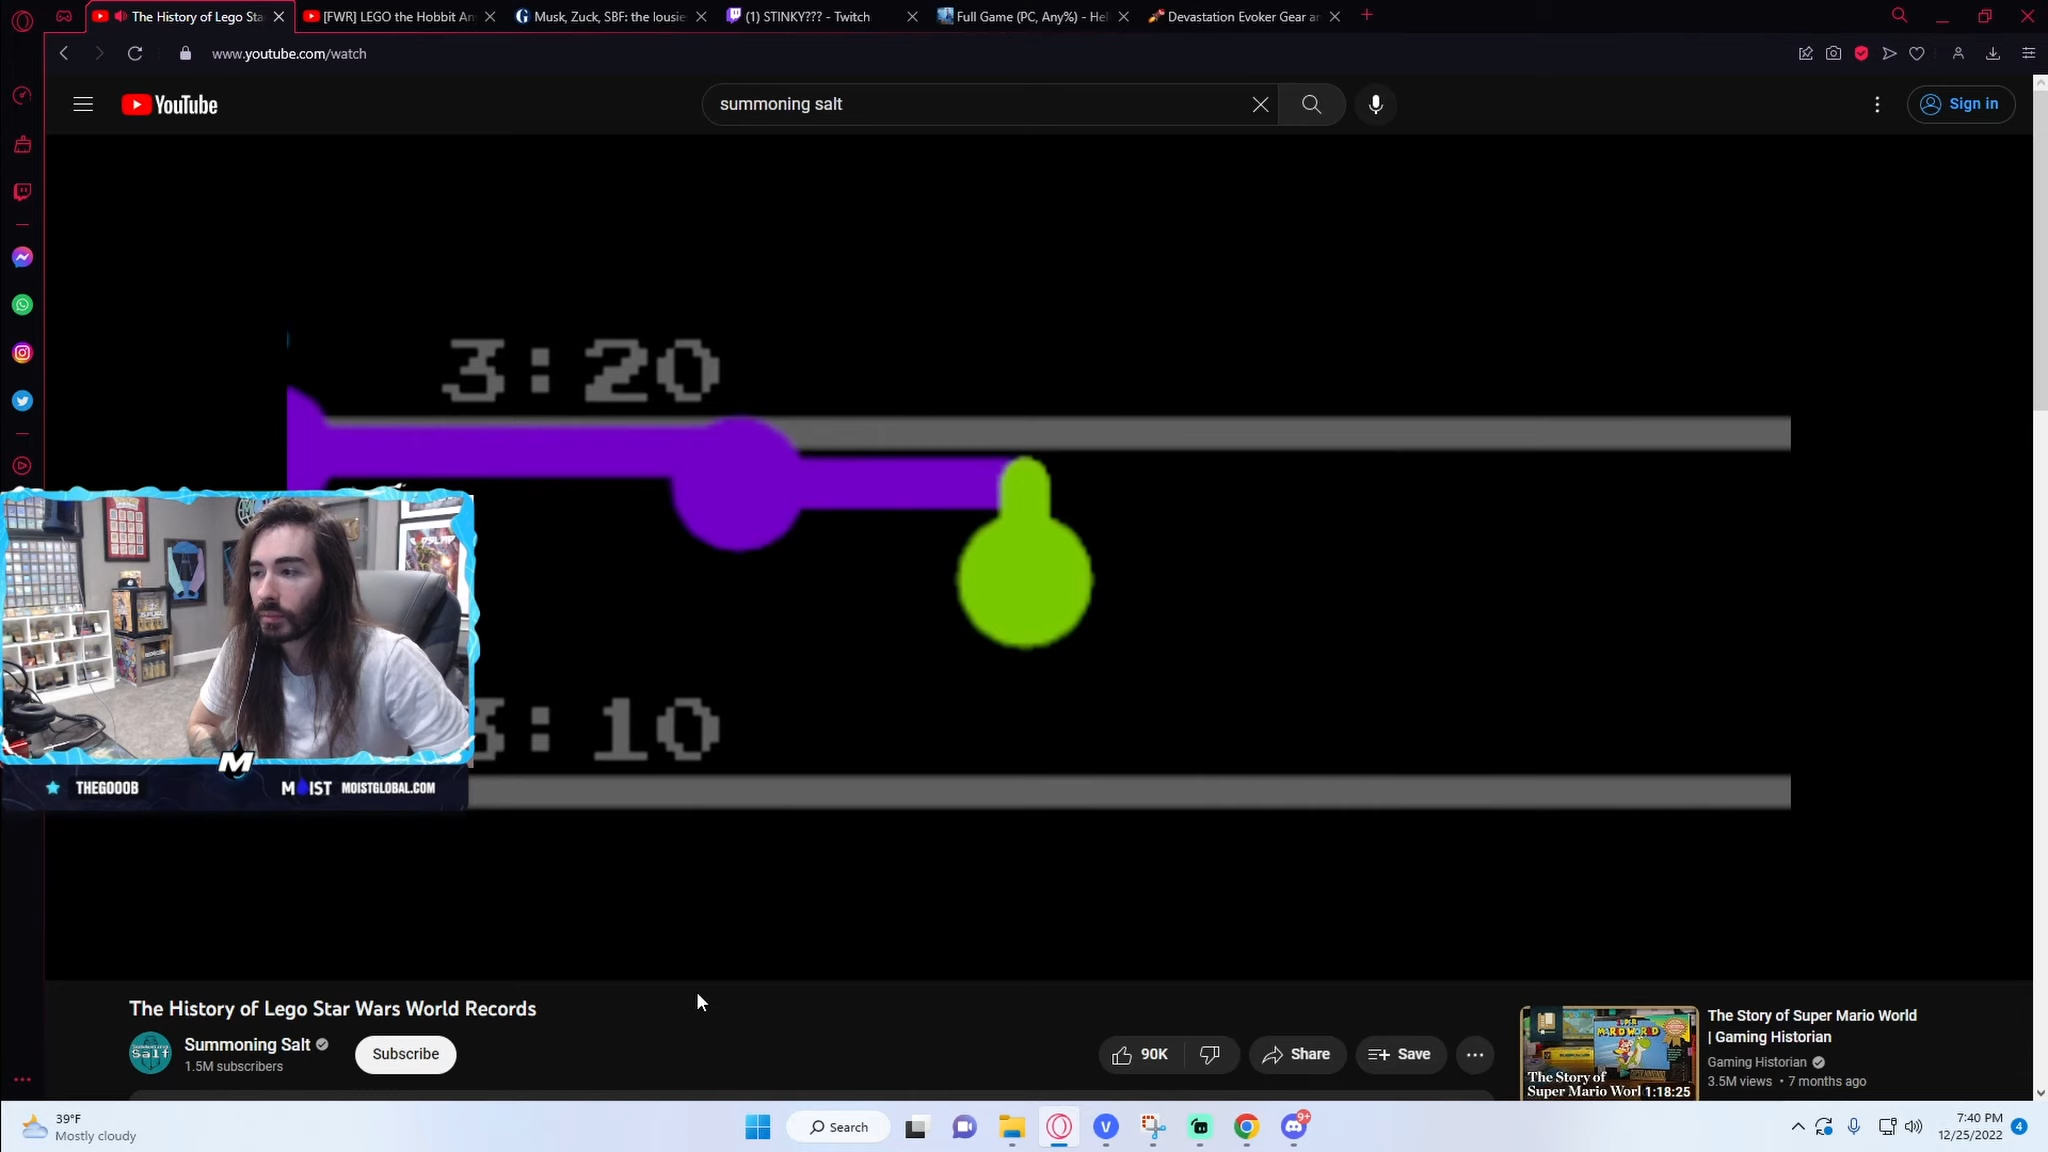 The History of Lego Sta
[FWR] LEGO the Hobbit An
Musk, Zuck, SBF: the lousie
(1) STINKY??? - Twitch
Full Game (PC, Any%) - Hel
Devastation Evoker Gear an
www.youtube.com/watch
YouTube
summoning salt
Sign in
3:20
3:10
THEGOOOB
MOIST
MOISTGLOBAL.COM
The History of Lego Star Wars World Records
Summoning Salt
1.5M subscribers
Subscribe
90K
Share
Save
The Story of
Super Mario Worl
1:18:25
The Story of Super Mario World
| Gaming Historian
Gaming Historian
3.5M views • 7 months ago
39°F
Mostly cloudy
Search
9+
7:40 PM
12/25/2022
4